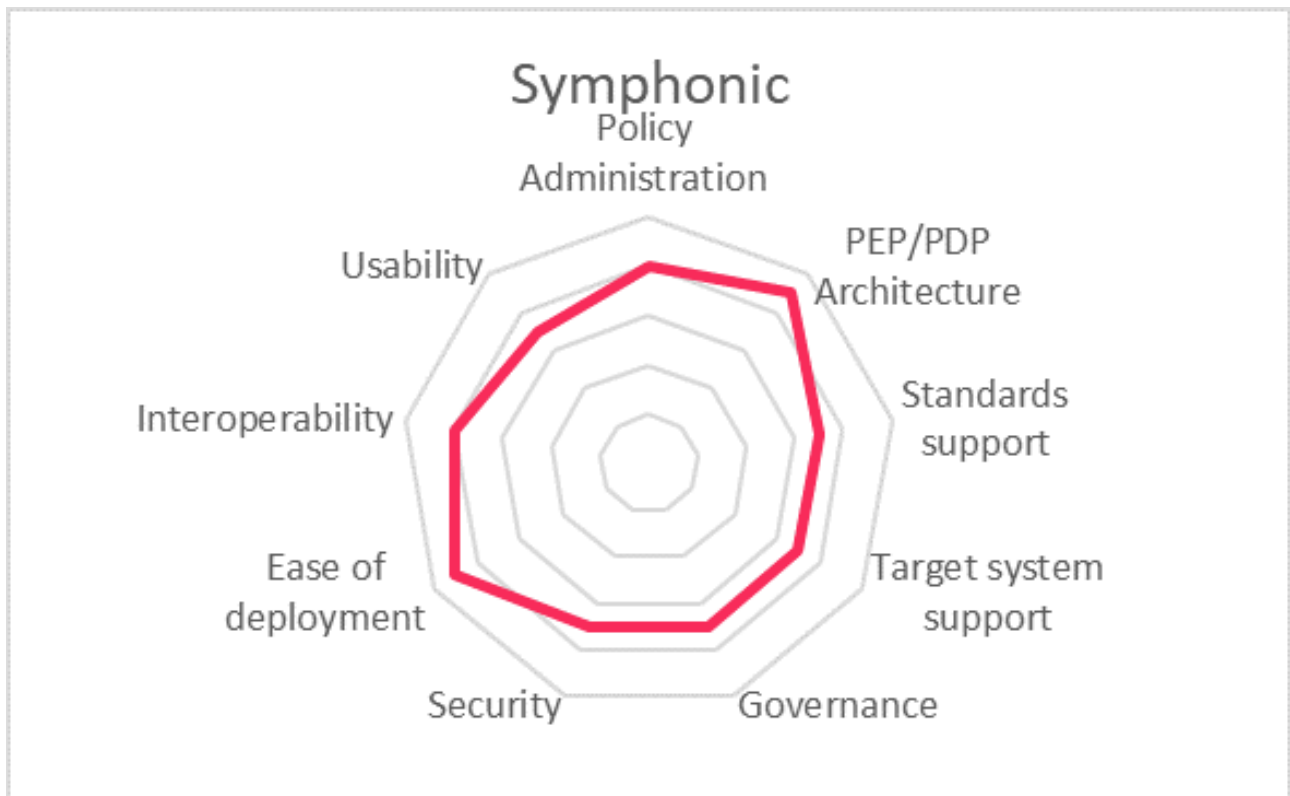 Symphonic
Policy
Administration
PEP/PDP
Architecture
Standards
support
Target system
support
Governance
Security
Ease of
deployment
Interoperability
Usability